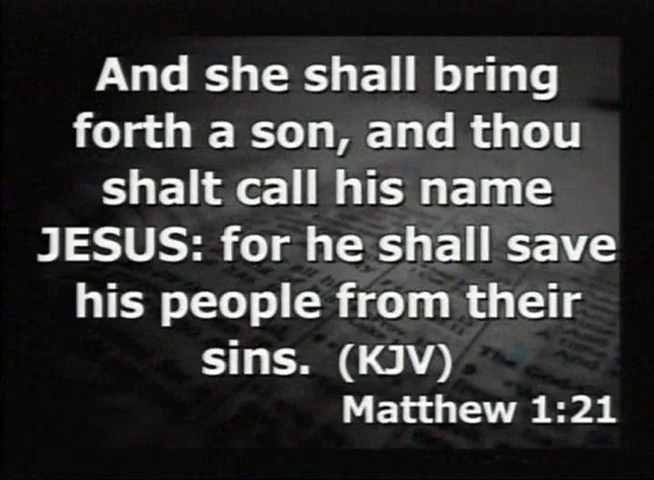 And she shall bring
forth a son, and thou
shalt call his name
JESUS: for he shall save
his people from their
sins. (KJV)
Matthew 1:21